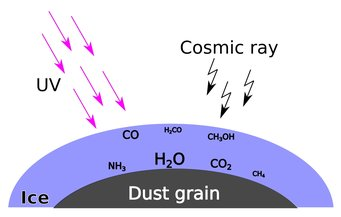 Cosmic ray
UV
CO H₂CO CH₃OH
NH₃ H₂O CO₂ CH₄
Ice Dust grain